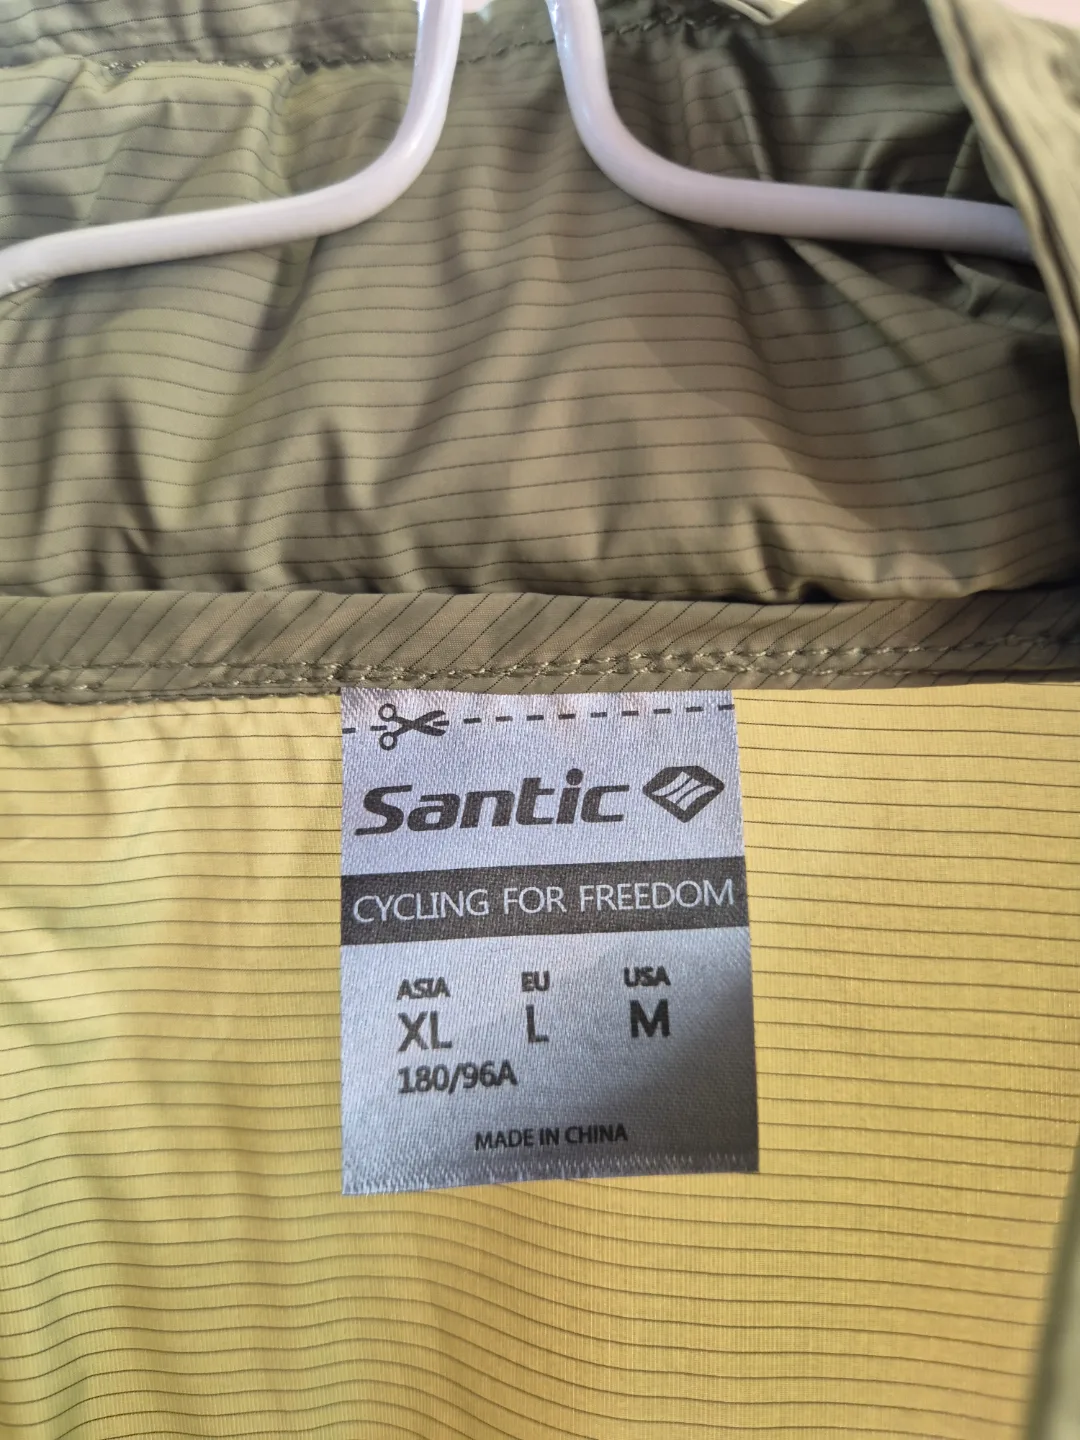 Santic
CYCLING FOR FREEDOM
ASIA EU USA
XL L M
180/96A
MADE IN CHINA